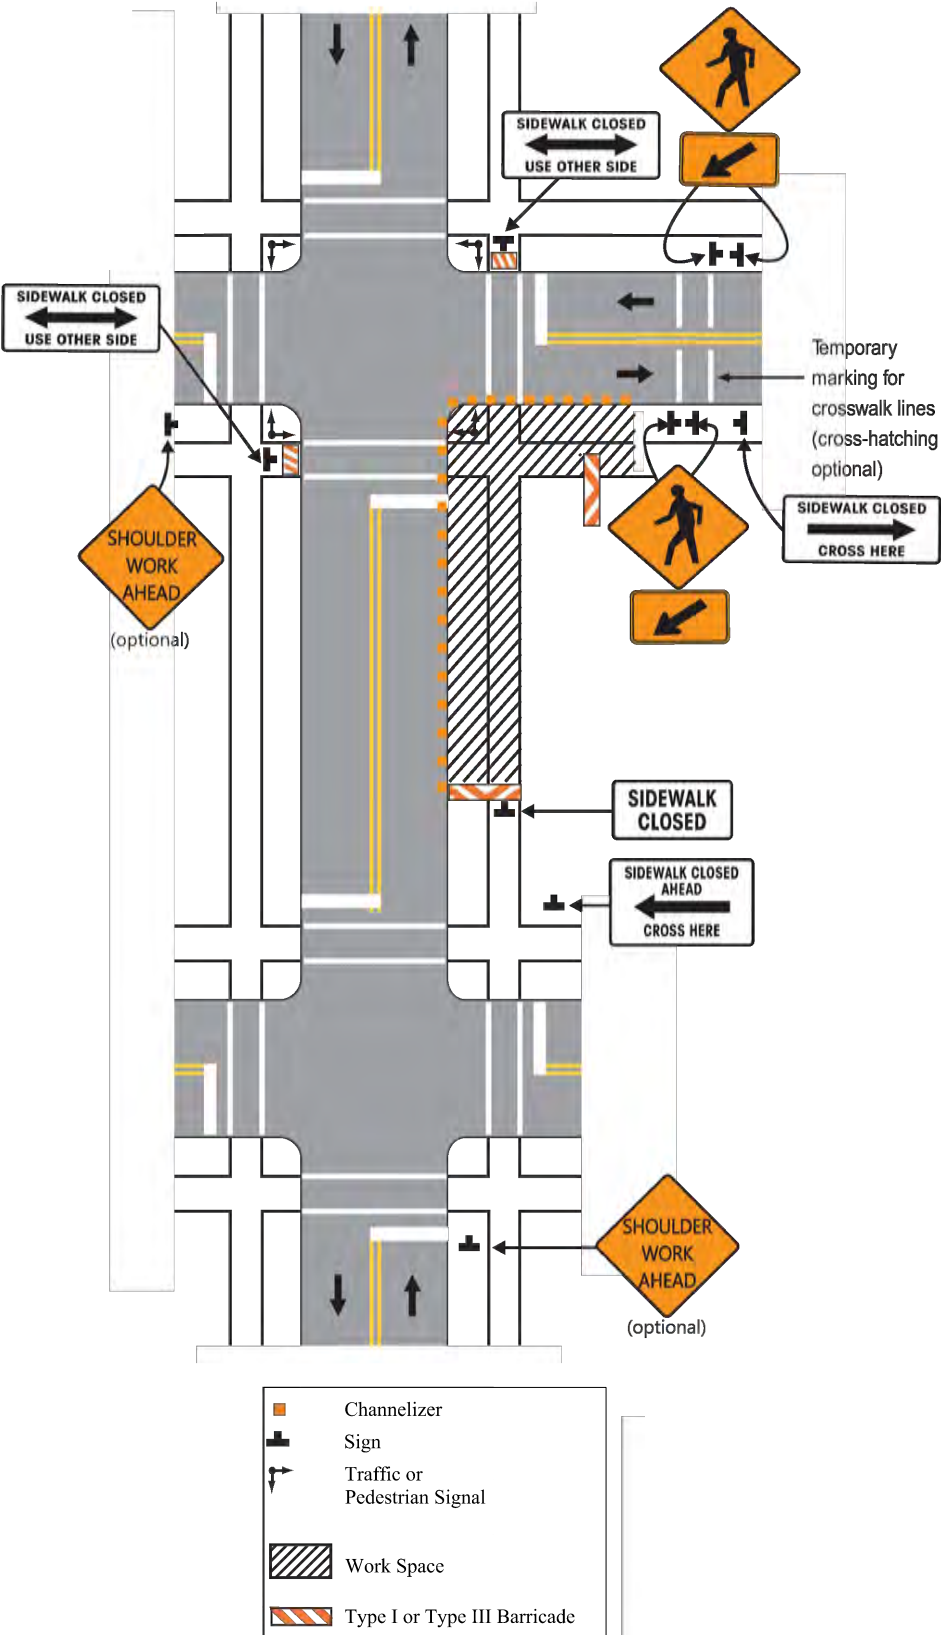 SIDEWALK CLOSED
USE OTHER SIDE
SIDEWALK CLOSED
USE OTHER SIDE
Temporary
marking for
crosswalk lines
(cross-hatching
optional)
SIDEWALK CLOSED
CROSS HERE
SHOULDER
WORK
AHEAD
(optional)
SIDEWALK
CLOSED
SIDEWALK CLOSED
AHEAD
CROSS HERE
SHOULDER
WORK
AHEAD
(optional)
Channelizer
Sign
Traffic or
Pedestrian Signal
Work Space
Type I or Type III Barricade